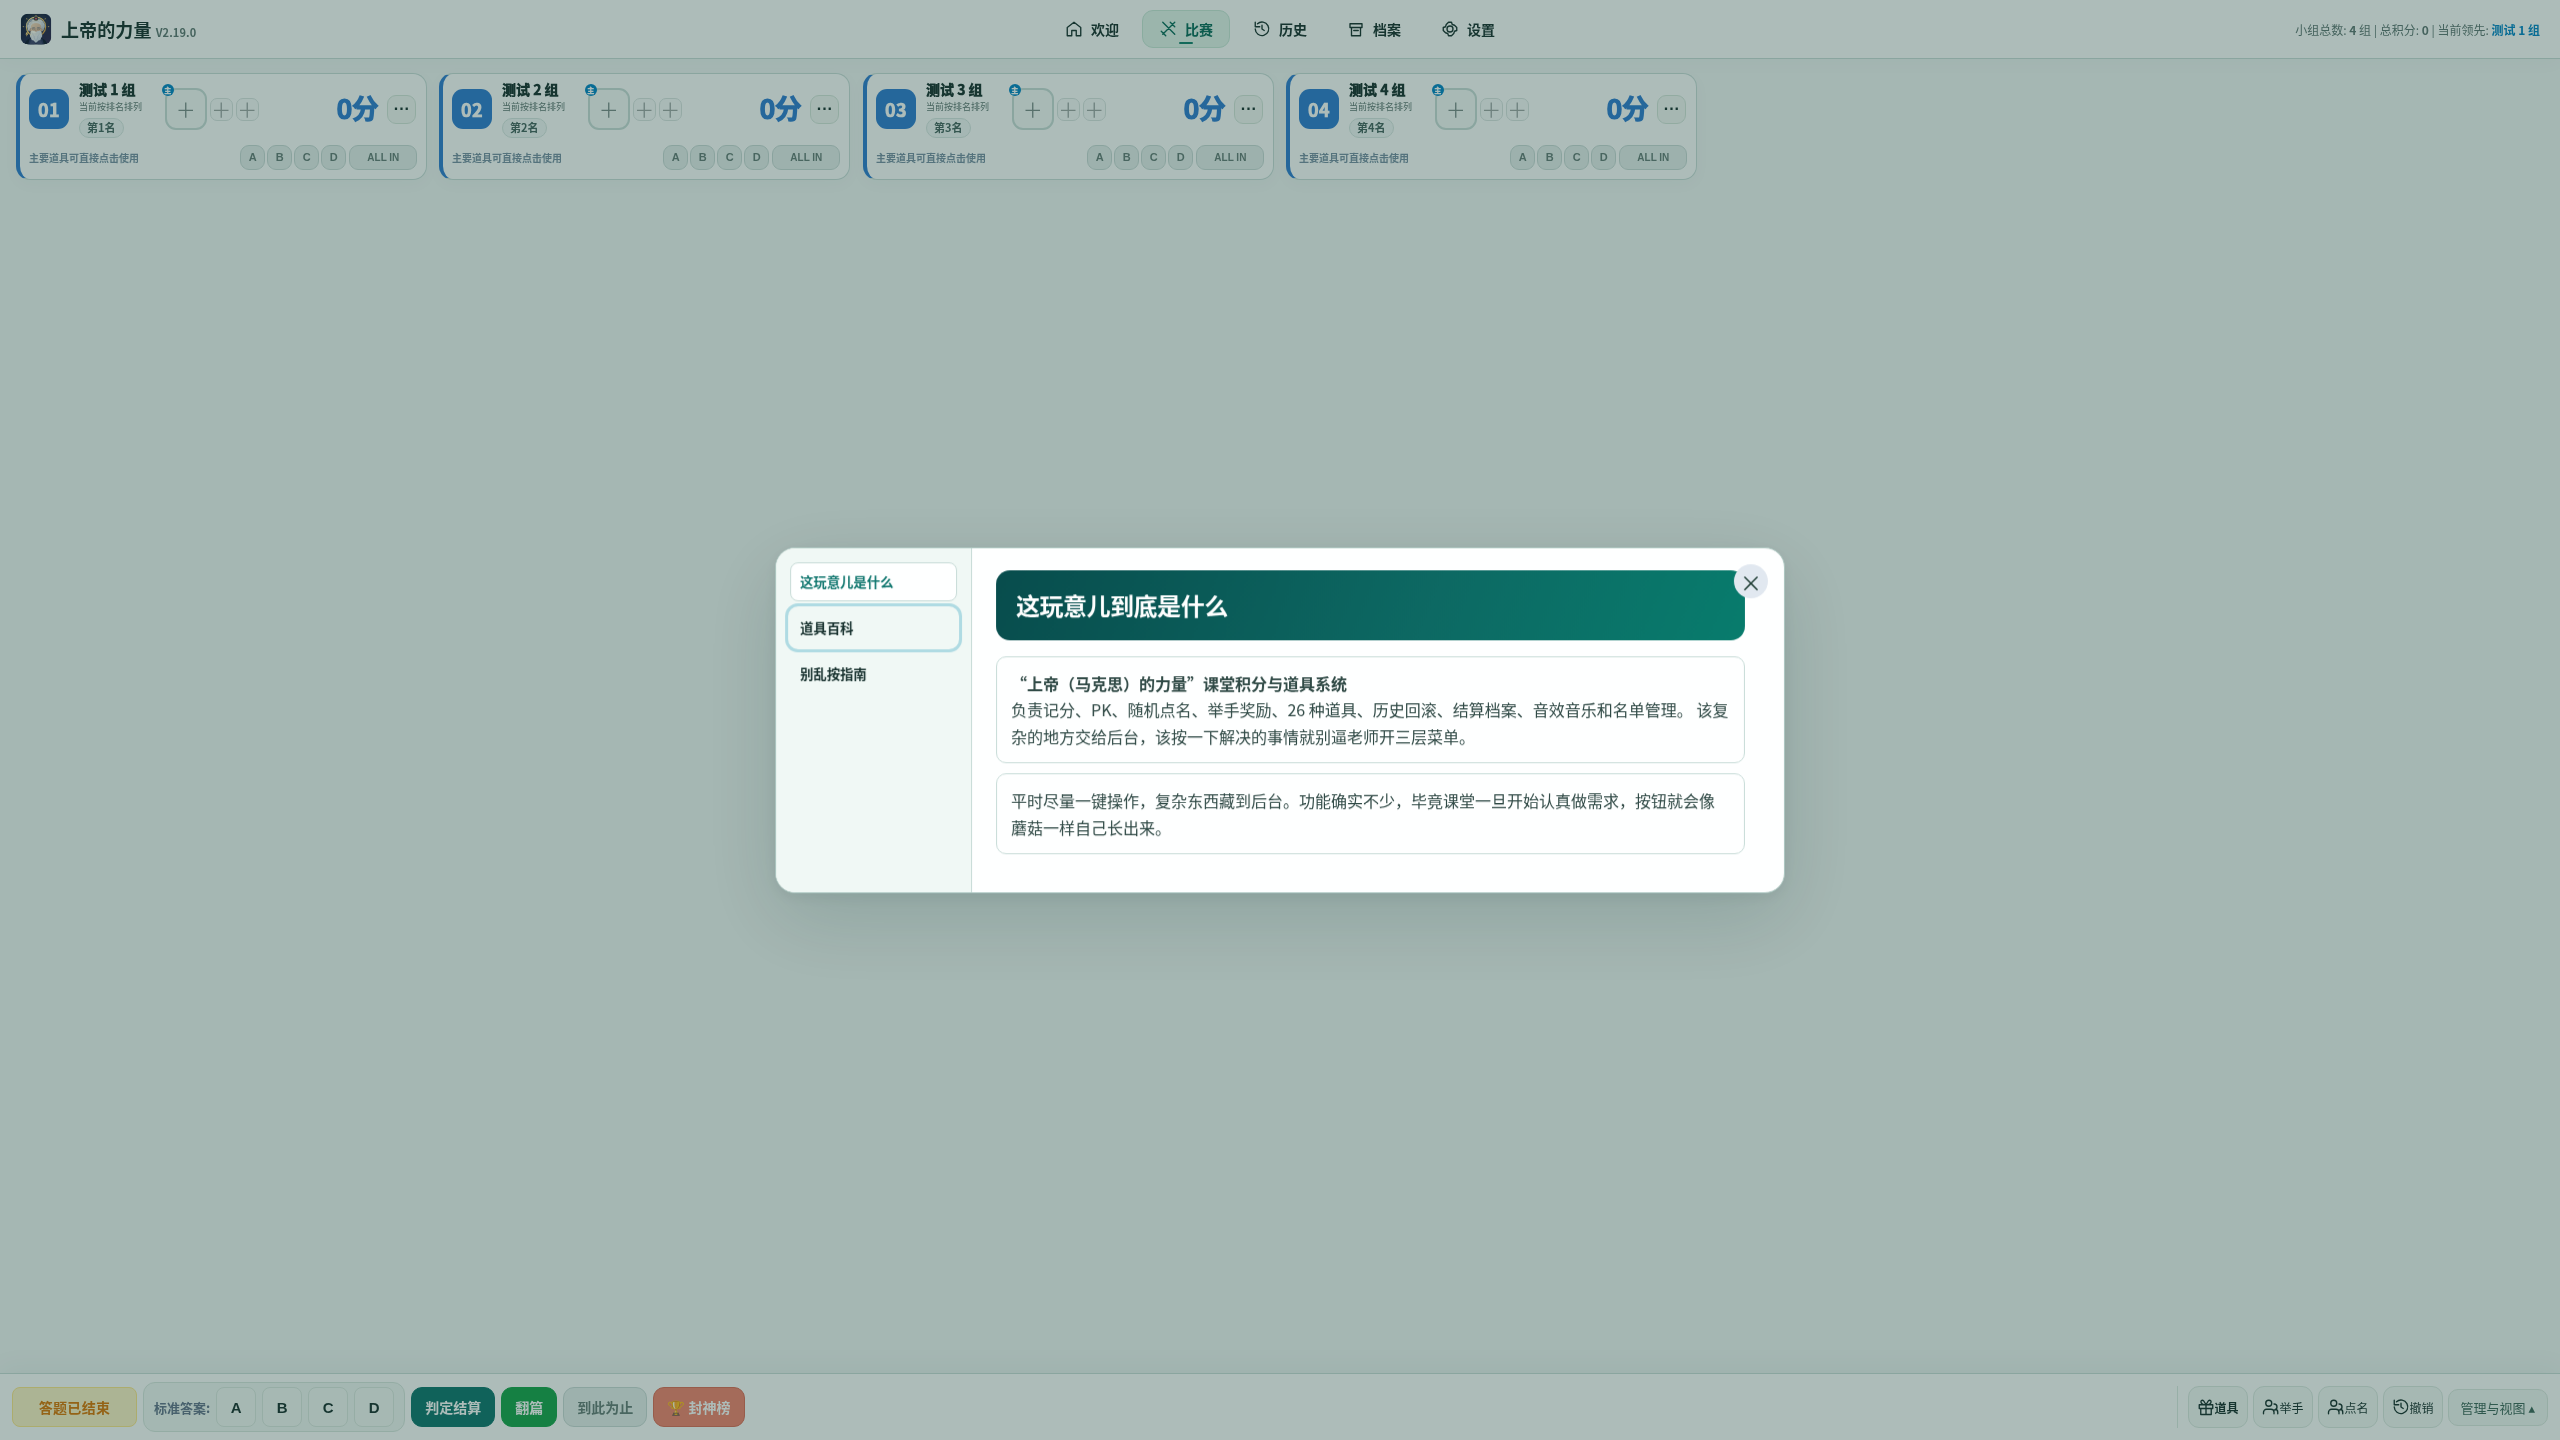 上帝的力量 V2.19.0
欢迎
比赛
历史
档案
设置
小组总数: 4 组 | 总积分: 0 | 当前领先: 测试 1 组
01
测试 1 组
当前按排名排列
第1名
主
0分
...
主要道具可直接点击使用
A B C D ALL IN
02
测试 2 组
当前按排名排列
第2名
主
0分
...
主要道具可直接点击使用
A B C D ALL IN
03
测试 3 组
当前按排名排列
第3名
主
0分
...
主要道具可直接点击使用
A B C D ALL IN
04
测试 4 组
当前按排名排列
第4名
主
0分
...
主要道具可直接点击使用
A B C D ALL IN
这玩意儿是什么
道具百科
别乱按指南
这玩意儿到底是什么
“上帝（马克思）的力量”课堂积分与道具系统
负责记分、PK、随机点名、举手奖励、26 种道具、历史回滚、结算档案、音效音乐和名单管理。 该复
杂的地方交给后台，该按一下解决的事情就别逼老师开三层菜单。
平时尽量一键操作，复杂东西藏到后台。功能确实不少，毕竟课堂一旦开始认真做需求，按钮就会像
蘑菇一样自己长出来。
答题已结束
标准答案: A B C D
判定结算
翻篇
到此为止
🏆 封神榜
道具
举手
点名
撤销
管理与视图 ▴